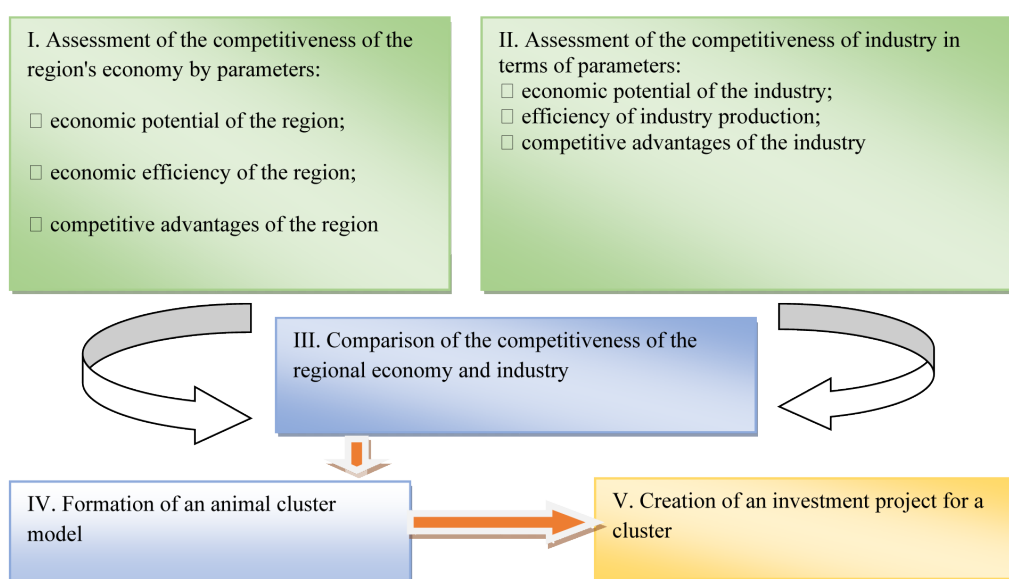 I. Assessment of the competitiveness of the
region's economy by parameters:
□ economic potential of the region;
□ economic efficiency of the region;
□ competitive advantages of the region
II. Assessment of the competitiveness of industry in
terms of parameters:
□ economic potential of the industry;
□ efficiency of industry production;
□ competitive advantages of the industry
III. Comparison of the competitiveness of the
regional economy and industry
IV. Formation of an animal cluster
model
V. Creation of an investment project for a
cluster